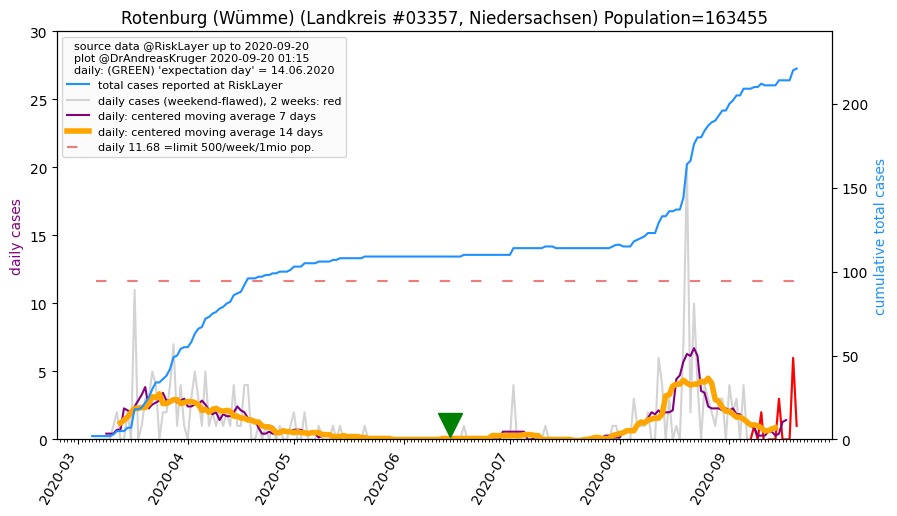 Rotenburg (Wümme) (Landkreis #03357, Niedersachsen) Population=163455
source data @RiskLayer up to 2020-09-20
plot @DrAndreasKruger 2020-09-20 01:15
daily: (GREEN) 'expectation day' = 14.06.2020
total cases reported at RiskLayer
daily cases (weekend-flawed), 2 weeks: red
daily: centered moving average 7 days
daily: centered moving average 14 days
daily 11.68 =limit 500/week/1mio pop.
30
25
20
15
10
5
0
daily cases
200
150
100
50
0
cumulative total cases
2020-03
2020-04
2020-05
2020-06
2020-07
2020-08
2020-09